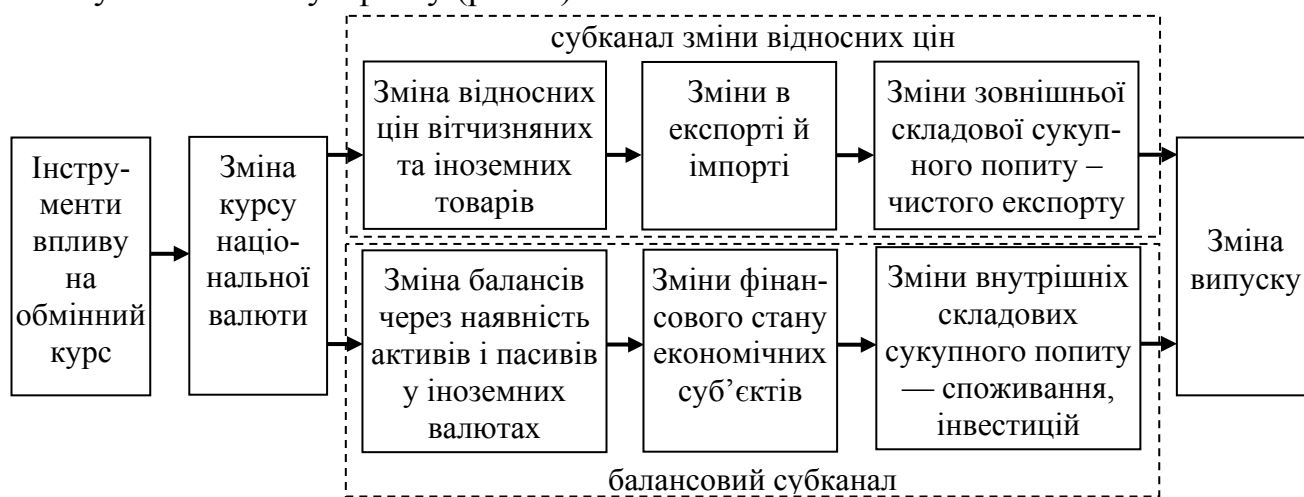 субканал зміни відносних цін
Інстру-
менти
впливу
на
обмінний
курс
Зміна
курсу
націо-
нальної
валюти
Зміна відносних
цін вітчизняних
та іноземних
товарів
Зміни в
експорті й
імпорті
Зміни зовнішньої
складової сукуп-
ного попиту –
чистого експорту
Зміна балансів
через наявність
активів і пасивів
у іноземних
валютах
Зміни фінан-
сового стану
економічних
суб’єктів
Зміни внутрішніх
складових
сукупного попиту
— споживання,
інвестицій
Зміна
випуску
балансовий субканал